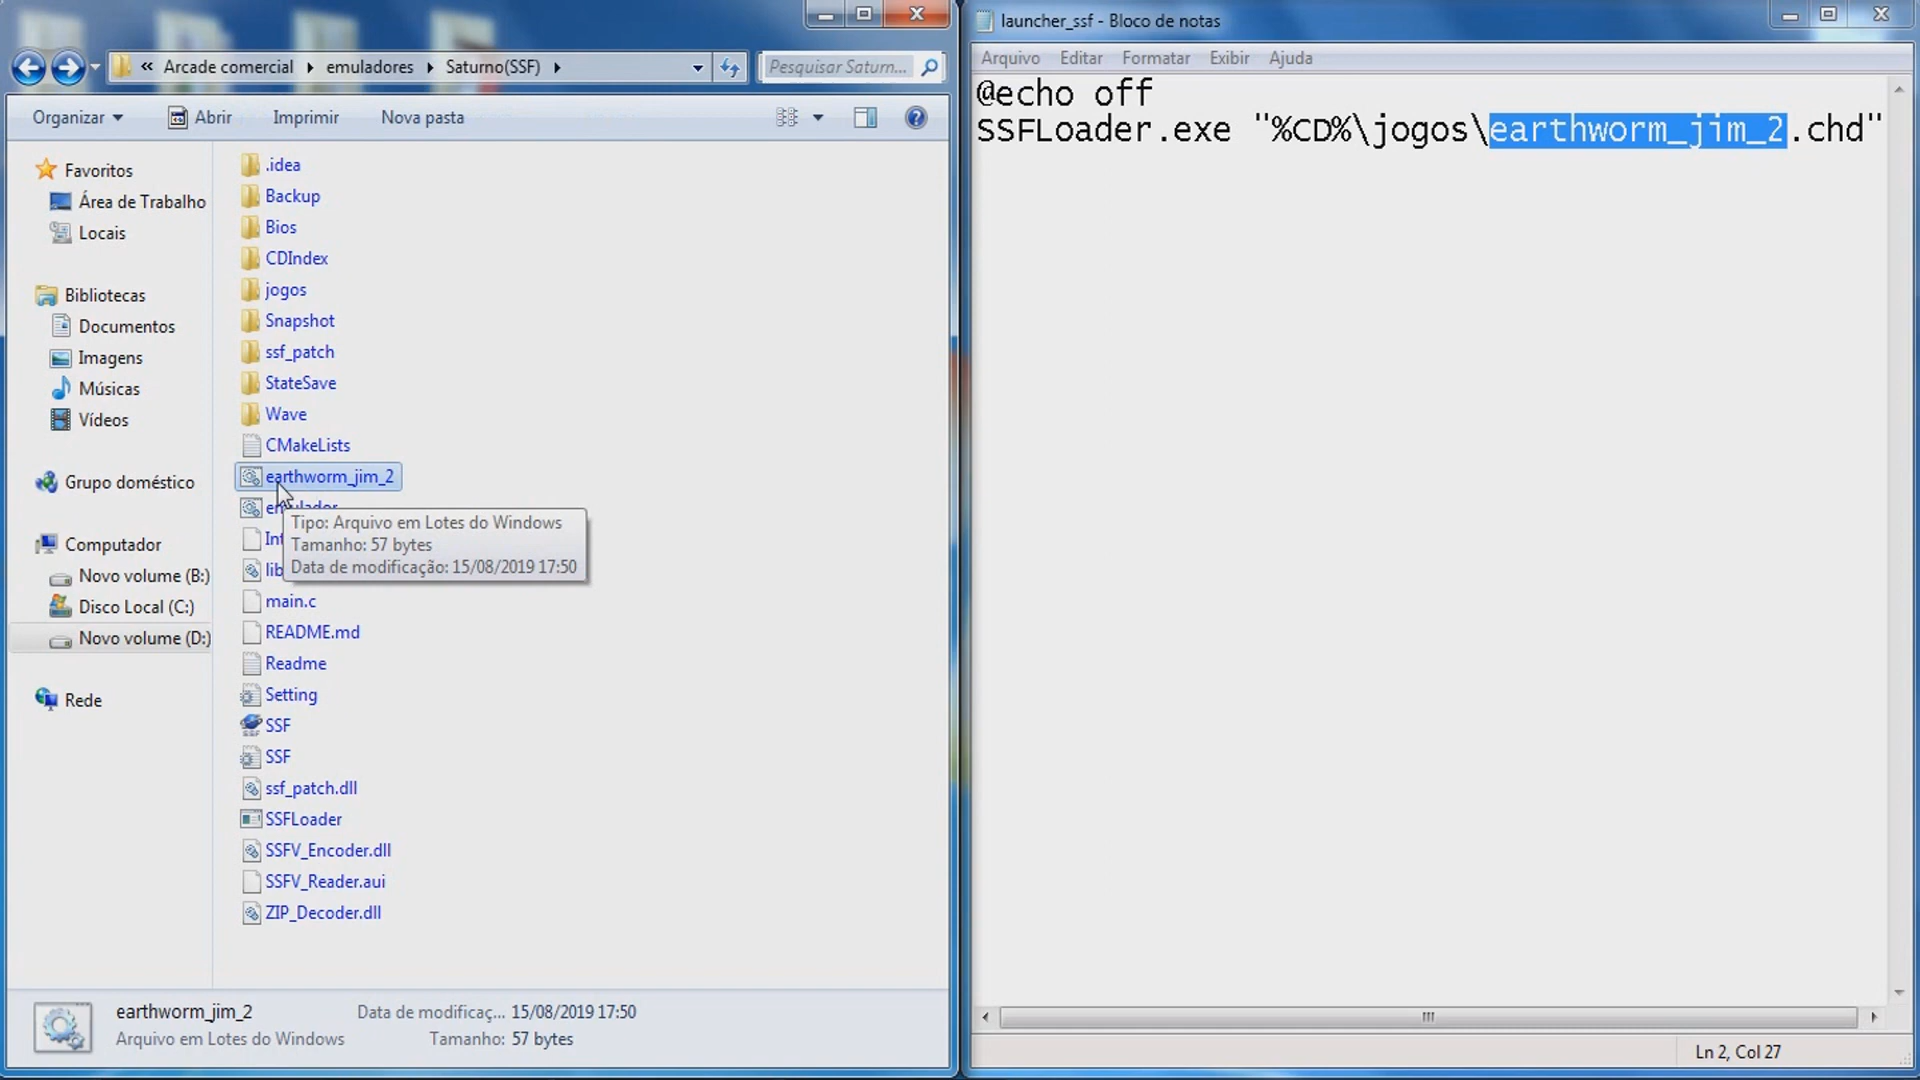 « Arcade comercial ▸ emuladores ▸ Saturno(SSF) ▸
Pesquisar Saturn...
Organizar
Abrir
Imprimir
Nova pasta
Favoritos
Área de Trabalho
Locais
Bibliotecas
Documentos
Imagens
Músicas
Vídeos
Grupo doméstico
Computador
Novo volume (B:)
Disco Local (C:)
Novo volume (D:)
Rede
.idea
Backup
Bios
CDIndex
jogos
Snapshot
ssf_patch
StateSave
Wave
CMakeLists
earthworm_jim_2
Tipo: Arquivo em Lotes do Windows
Tamanho: 57 bytes
Data de modificação: 15/08/2019 17:50
main.c
README.md
Readme
Setting
SSF
SSF
ssf_patch.dll
SSFLoader
SSFV_Encoder.dll
SSFV_Reader.aui
ZIP_Decoder.dll
earthworm_jim_2
Data de modificaç... 15/08/2019 17:50
Arquivo em Lotes do Windows
Tamanho: 57 bytes
launcher_ssf - Bloco de notas
Arquivo Editar Formatar Exibir Ajuda
@echo off
SSFLoader.exe "%CD%\jogos\earthworm_jim_2.chd"
Ln 2, Col 27